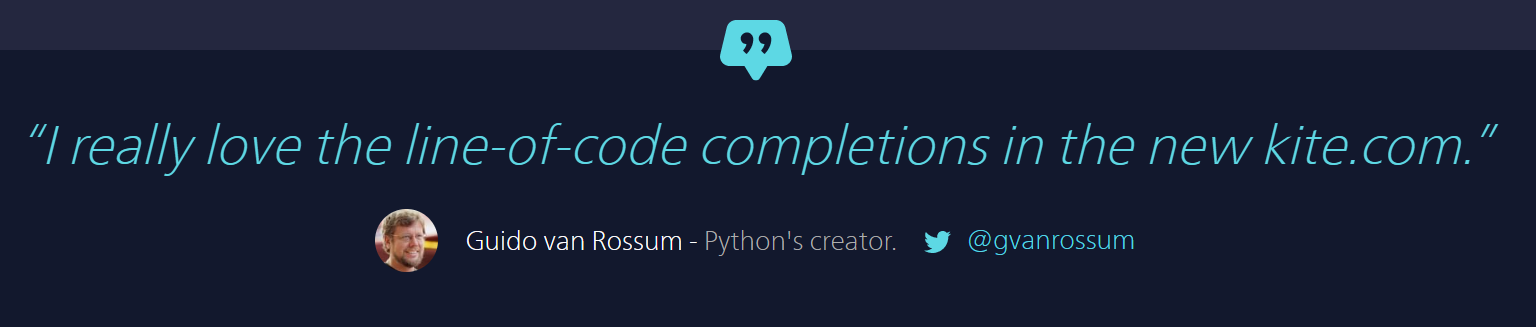 “I really love the line-of-code completions in the new kite.com.”
Guido van Rossum - Python's creator. @gvanrossum